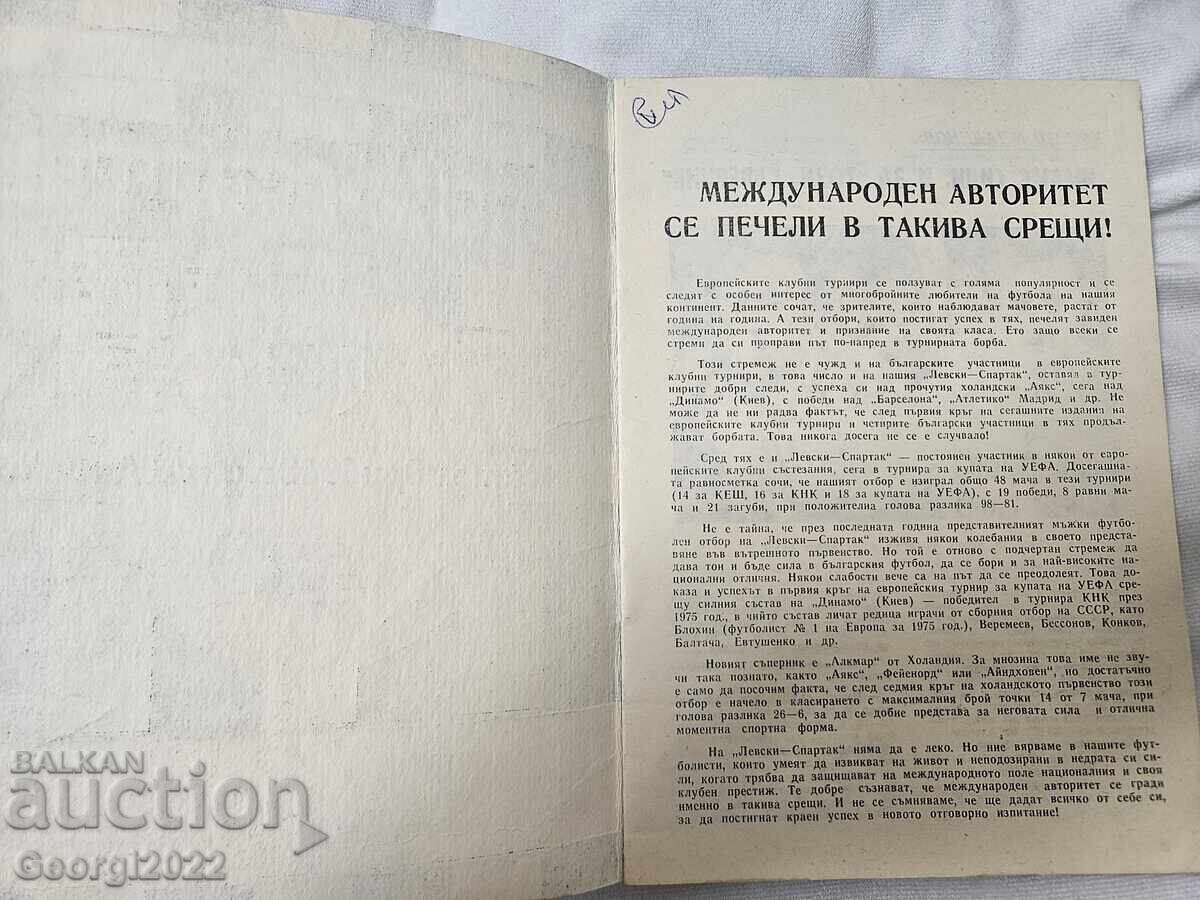 МЕЖДУНАРОДЕН АВТОРИТЕТ
СЕ ПЕЧЕЛИ В ТАКИВА СРЕЩИ!
Европейските клубни турнири се ползуват с голяма популярност и се
следят с особен интерес от многобройните любители на футбола на нашия
континент. Данните сочат, че зрителите, които наблюдават мачовете, растат от
година на година. А тези отбори, които постигат успех в тях, печелят завиден
международен авторитет и признание на своята класа. Ето защо всеки се
стреми да си проправи път по-напред в турнирната борба.
Този стремеж не е чужд и на българските участници в европейските
клубни турнири, в това число и на нашия „Левски—Спартак", оставял в тур-
нирите добри следи, с успеха си над прочутия холандски „Аякс", сега над
„Динамо" (Киев), с победи над „Барселона", „Атлетико" Мадрид и др. Не
може да не ни радва фактът, че след първия кръг на сегашните издания на
европейските клубни турнири и четирите български участници в тях продъл-
жават борбата. Това никога досега не се е случвало!
Сред тях е и „Левски—Спартак" — постоянен участник в някои от евро-
пейските клубни състезания, сега в турнира за купата на УЕФА. Досегашна-
та равносметка сочи, че нашият отбор е изиграл общо 48 мача в тези турнири
(14 за КЕШ, 16 за КНК и 18 за купата на УЕФА), с 19 победи, 8 равни ма-
ча и 21 загуби, при положителна голова разлика 98—81.
Не е тайна, че през последната година представителният мъжки футбо-
лен отбор на „Левски—Спартак" изживя някои колебания в своето предста-
вяне във вътрешното първенство. Но той е отново с подчертан стремеж да
дава тон и бъде сила в българския футбол, да се бори и за най-високите на-
ционални отличия. Някои слабости вече са на път да се преодолеят. Това до-
каза и успехът в първия кръг на европейския турнир за купата на УЕФА сре-
щу силния състав на „Динамо" (Киев) — победител в турнира КНК през
1975 год., в чийто състав личат редица играчи от сборния отбор на СССР, като
Блохин (футболист № 1 на Европа за 1975 год.), Веремеев, Бессонов, Конков,
Балтача, Евтушенко и др.
Новият съперник е „Алкмар" от Холандия. За мнозина това име не зву-
чи така познато, както „Аякс", „Фейенорд" или "Айндховен", но достатъчно
е само да посочим факта, че след седмия кръг на холандското първенство този
отбор е начело в класирането с максималния брой точки 14 от 7 мача, при
голова разлика 26—6, за да се добие представа за неговата сила и отлична
моментна спортна форма.
На „Левски—Спартак" няма да е леко. Но ние вярваме в нашите фут-
болисти, които умеят да извикват на живот и неподозирани в недрата си си-
ли, когато трябва да защищават на международното поле националния и своя
клубен престиж. Те добре съзнават, че международен авторитет се гради
именно в такива срещи. И не се съмняваме, че ще дадат всичко от себе си,
за да постигнат краен успех в новото отговорно изпитание!
BALKAN
auction
Georgi2022